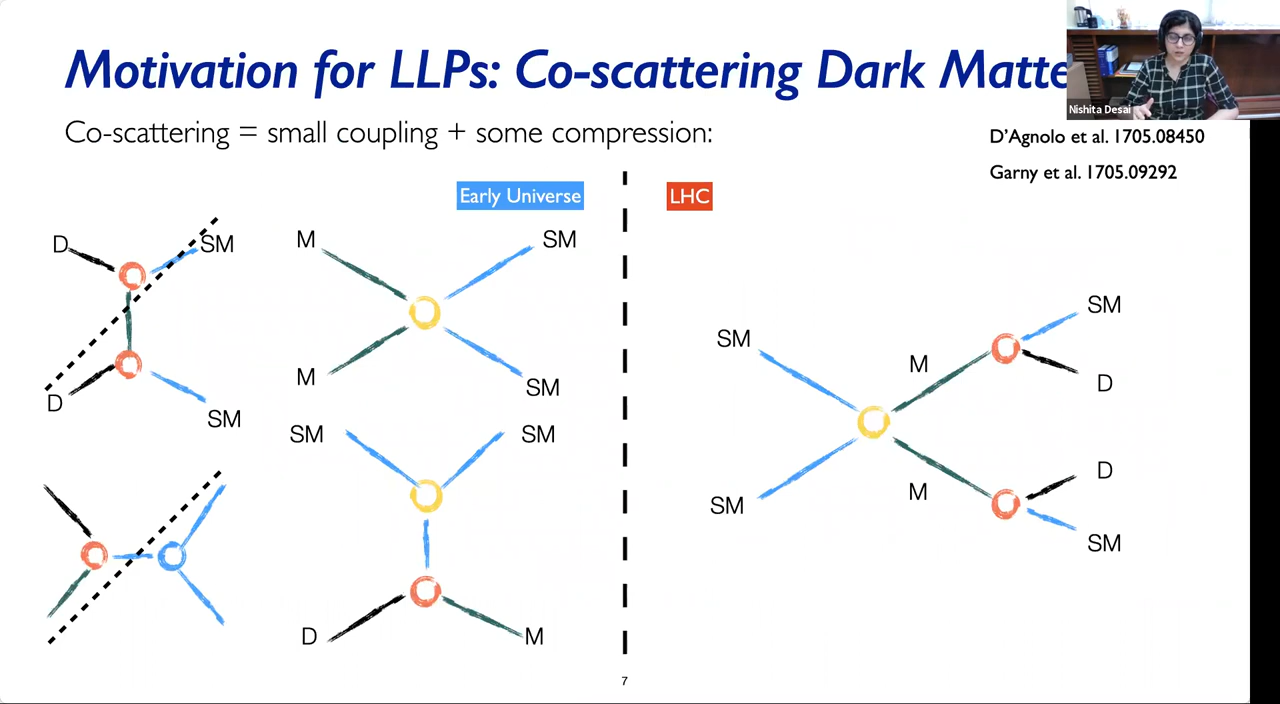 Motivation for LLPs: Co-scattering Dark Matte
Nishita Desai
Co-scattering = small coupling + some compression:
D'Agnolo et al. 1705.08450
Garny et al. 1705.09292
Early Universe
LHC
D
SM
M
SM
D
SM
M
SM
SM
SM
D
M
SM
SM
M
M
SM
D
D
SM
7